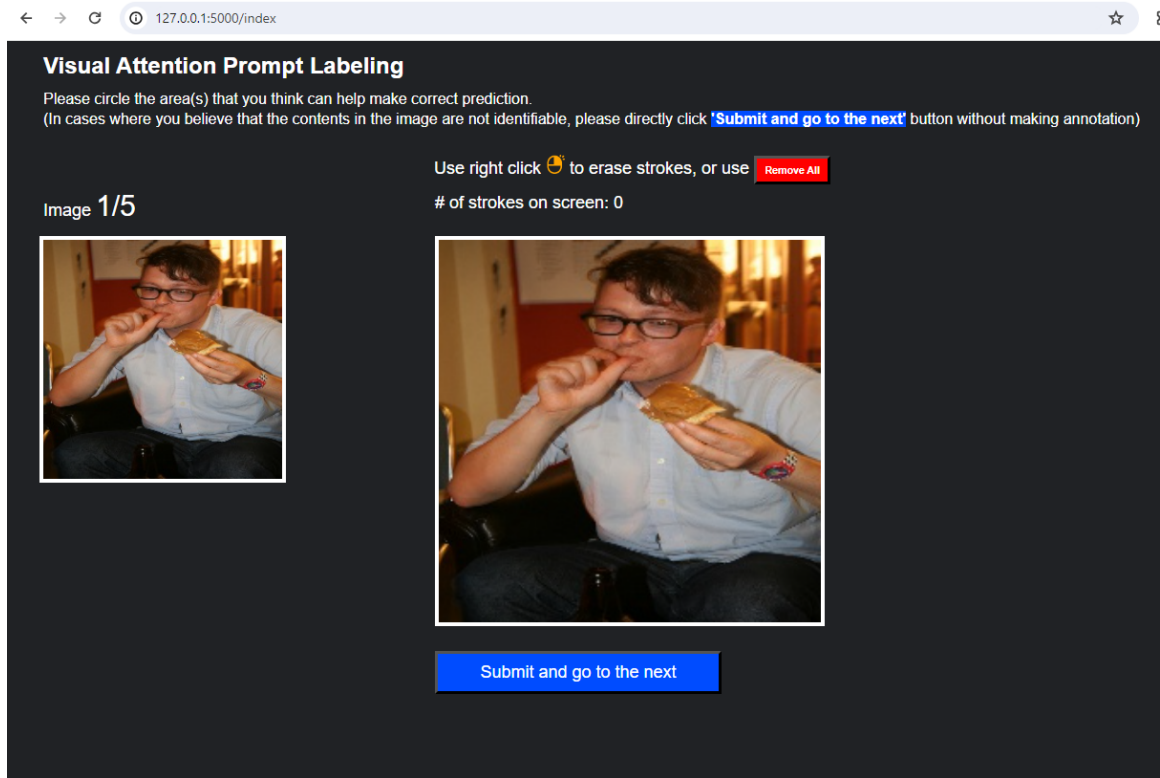 127.0.0.1:5000/index
Visual Attention Prompt Labeling
Please circle the area(s) that you think can help make correct prediction.
(In cases where you believe that the contents in the image are not identifiable, please directly click 'Submit and go to the next' button without making annotation)
Use right click to erase strokes, or use Remove All
Image 1/5
# of strokes on screen: 0
Submit and go to the next